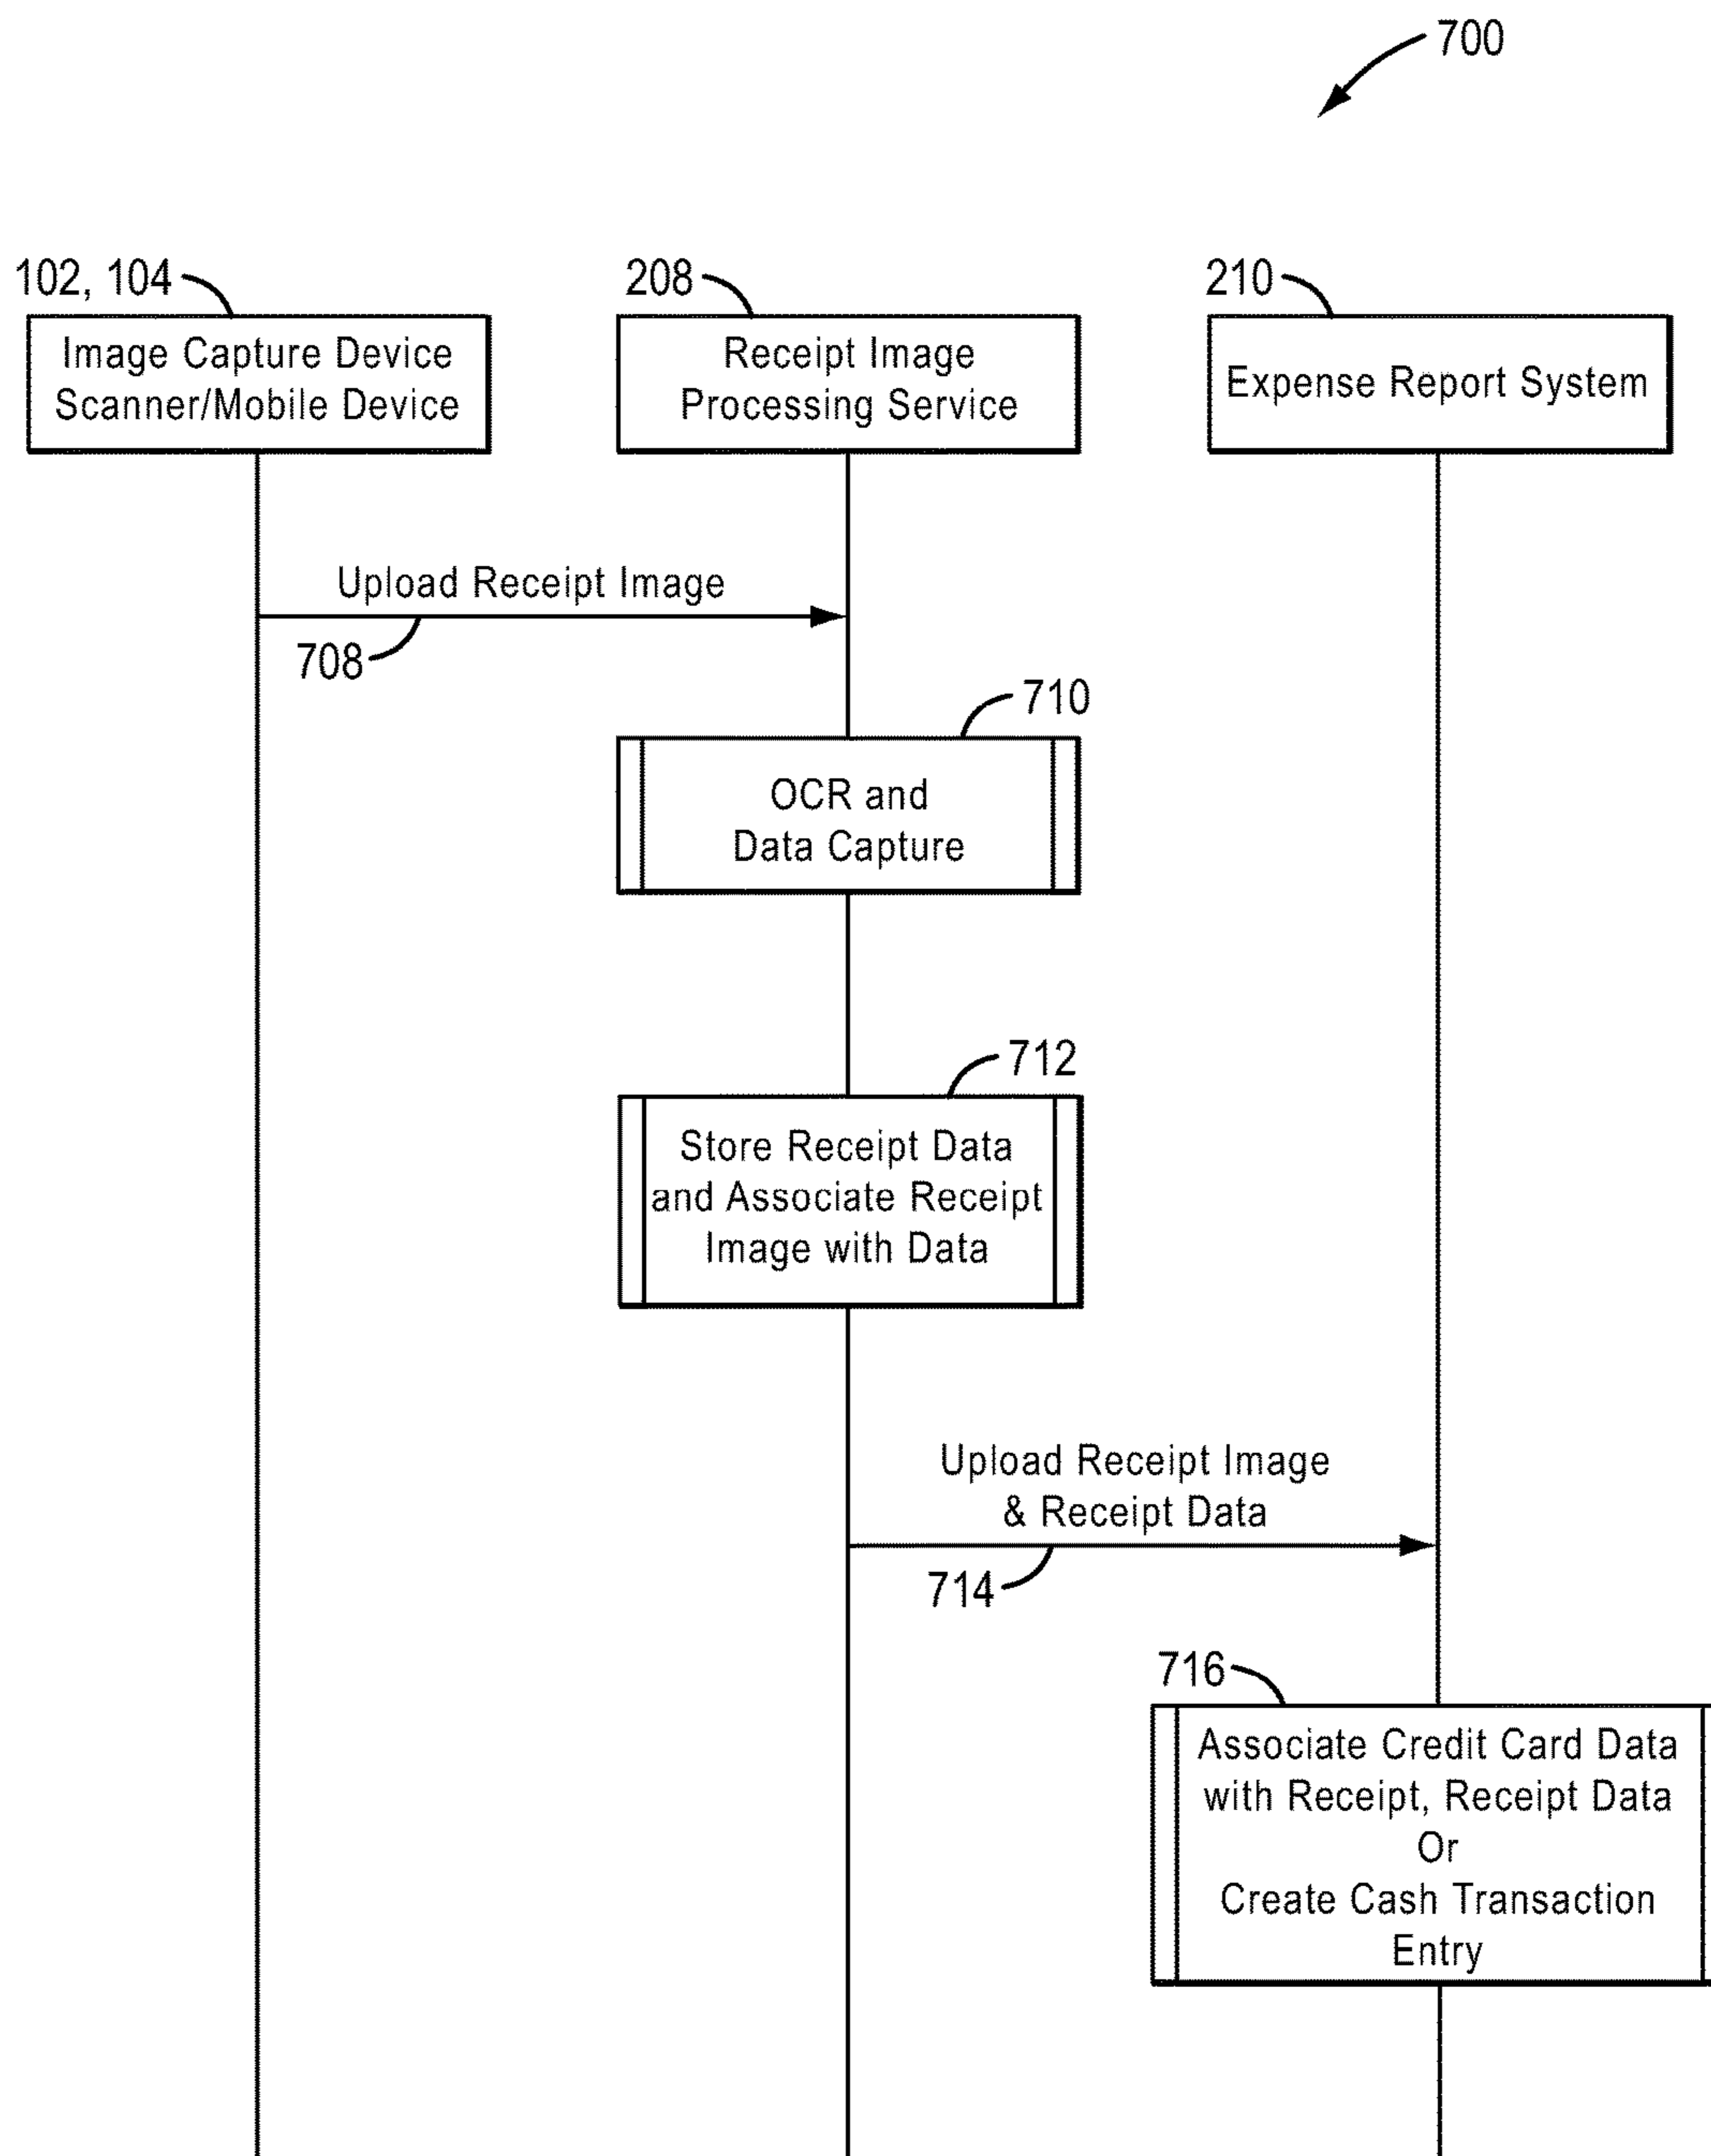 700
102, 104
Image Capture Device
Scanner/Mobile Device
208
Receipt Image
Processing Service
210
Expense Report System
Upload Receipt Image
708
710
OCR and
Data Capture
712
Store Receipt Data
and Associate Receipt
Image with Data
Upload Receipt Image
& Receipt Data
714
716
Associate Credit Card Data
with Receipt, Receipt Data
Or
Create Cash Transaction
Entry